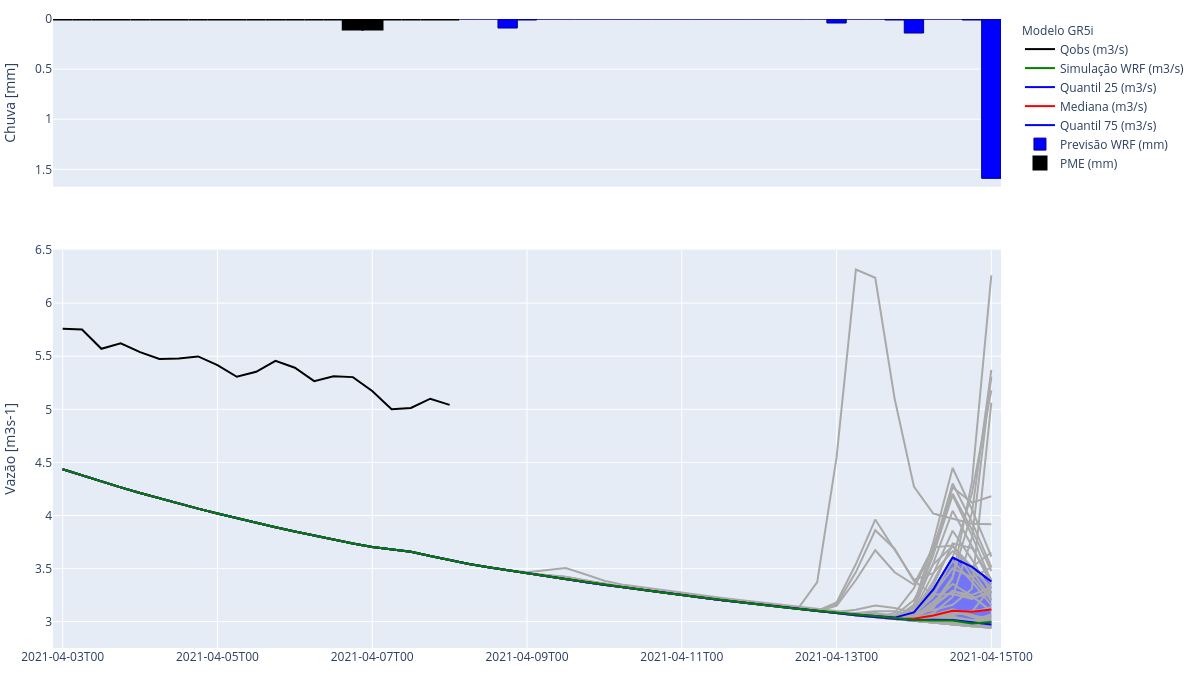 0
0.5
1
1.5
Chuva [mm]
Modelo GR5i
Qobs (m3/s)
Simulação WRF (m3/s)
Quantil 25 (m3/s)
Mediana (m3/s)
Quantil 75 (m3/s)
Previsão WRF (mm)
PME (mm)
6.5
6
5.5
5
4.5
4
3.5
3
Vazão [m3s-1]
2021-04-03T00
2021-04-05T00
2021-04-07T00
2021-04-09T00
2021-04-11T00
2021-04-13T00
2021-04-15T00